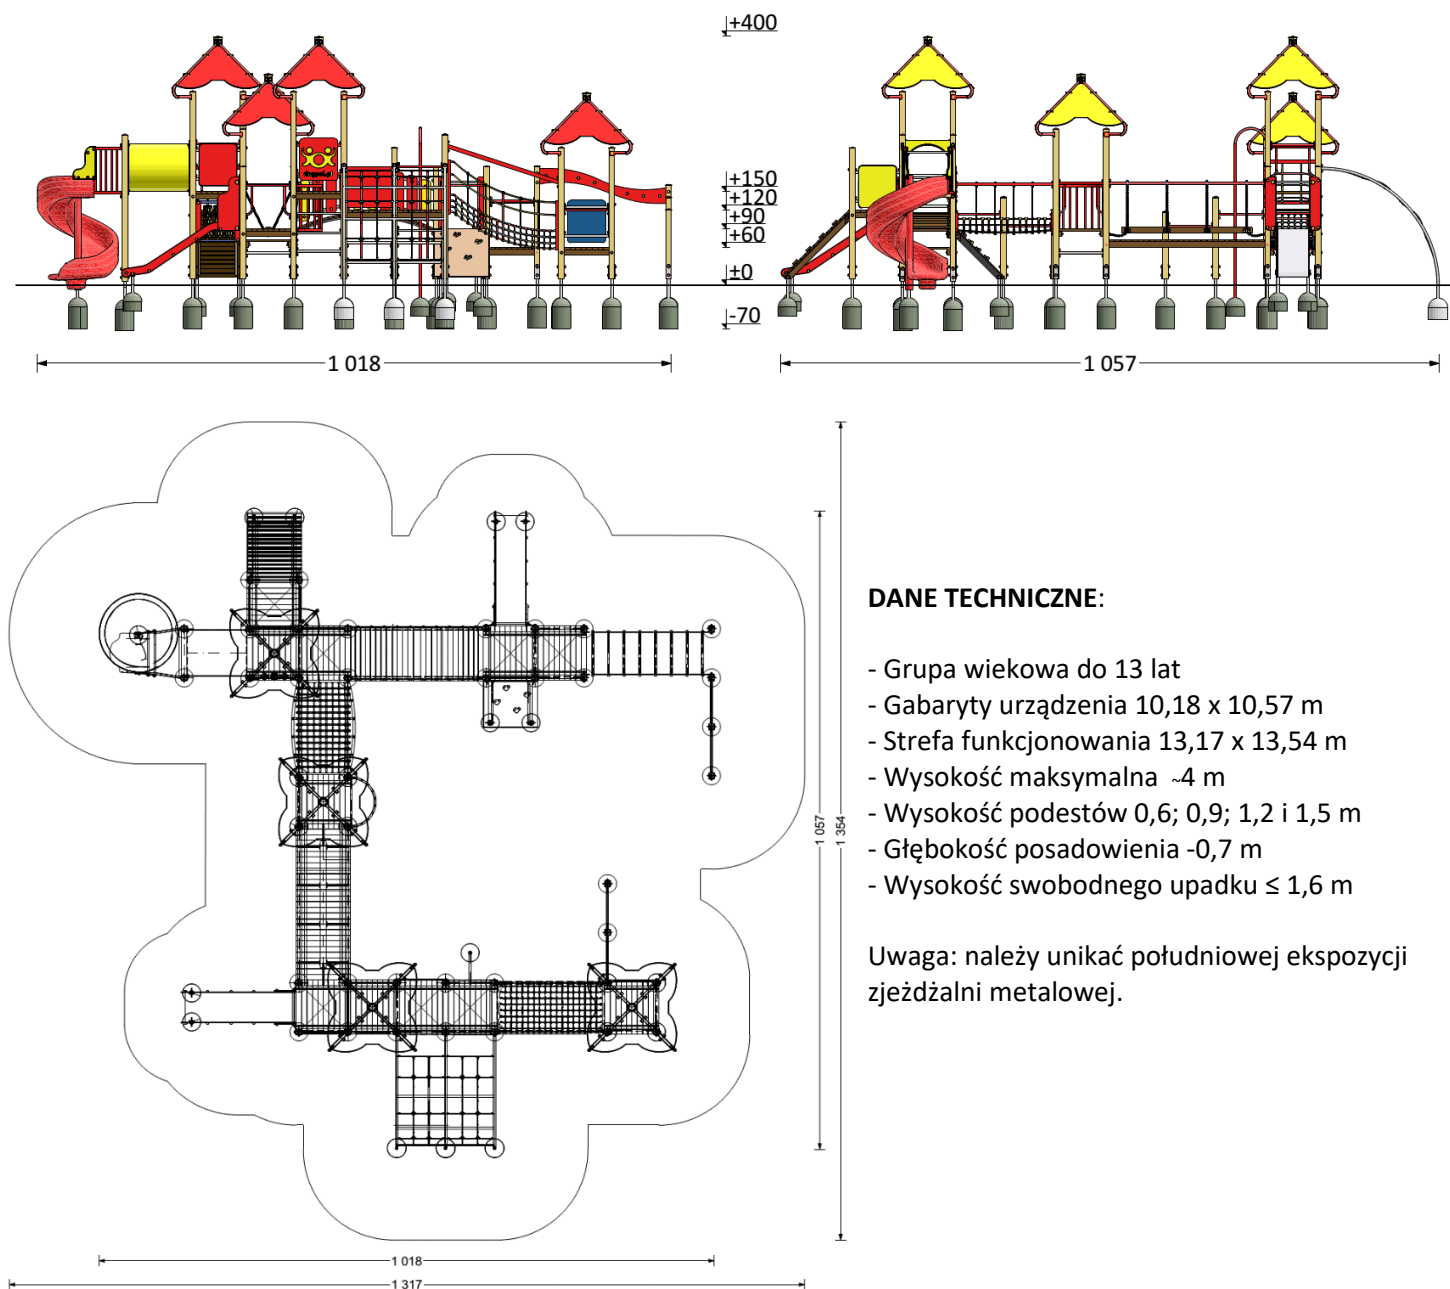 +400
+150
+120
+90
+60
±0
-70
1 018
1 057
1 057
1 354
1 018
1 317
DANE TECHNICZNE:
- Grupa wiekowa do 13 lat
- Gabaryty urządzenia 10,18 x 10,57 m
- Strefa funkcjonowania 13,17 x 13,54 m
- Wysokość maksymalna ~4 m
- Wysokość podestów 0,6; 0,9; 1,2 i 1,5 m
- Głębokość posadowienia -0,7 m
- Wysokość swobodnego upadku ≤ 1,6 m
Uwaga: należy unikać południowej ekspozycji
zjeżdżalni metalowej.